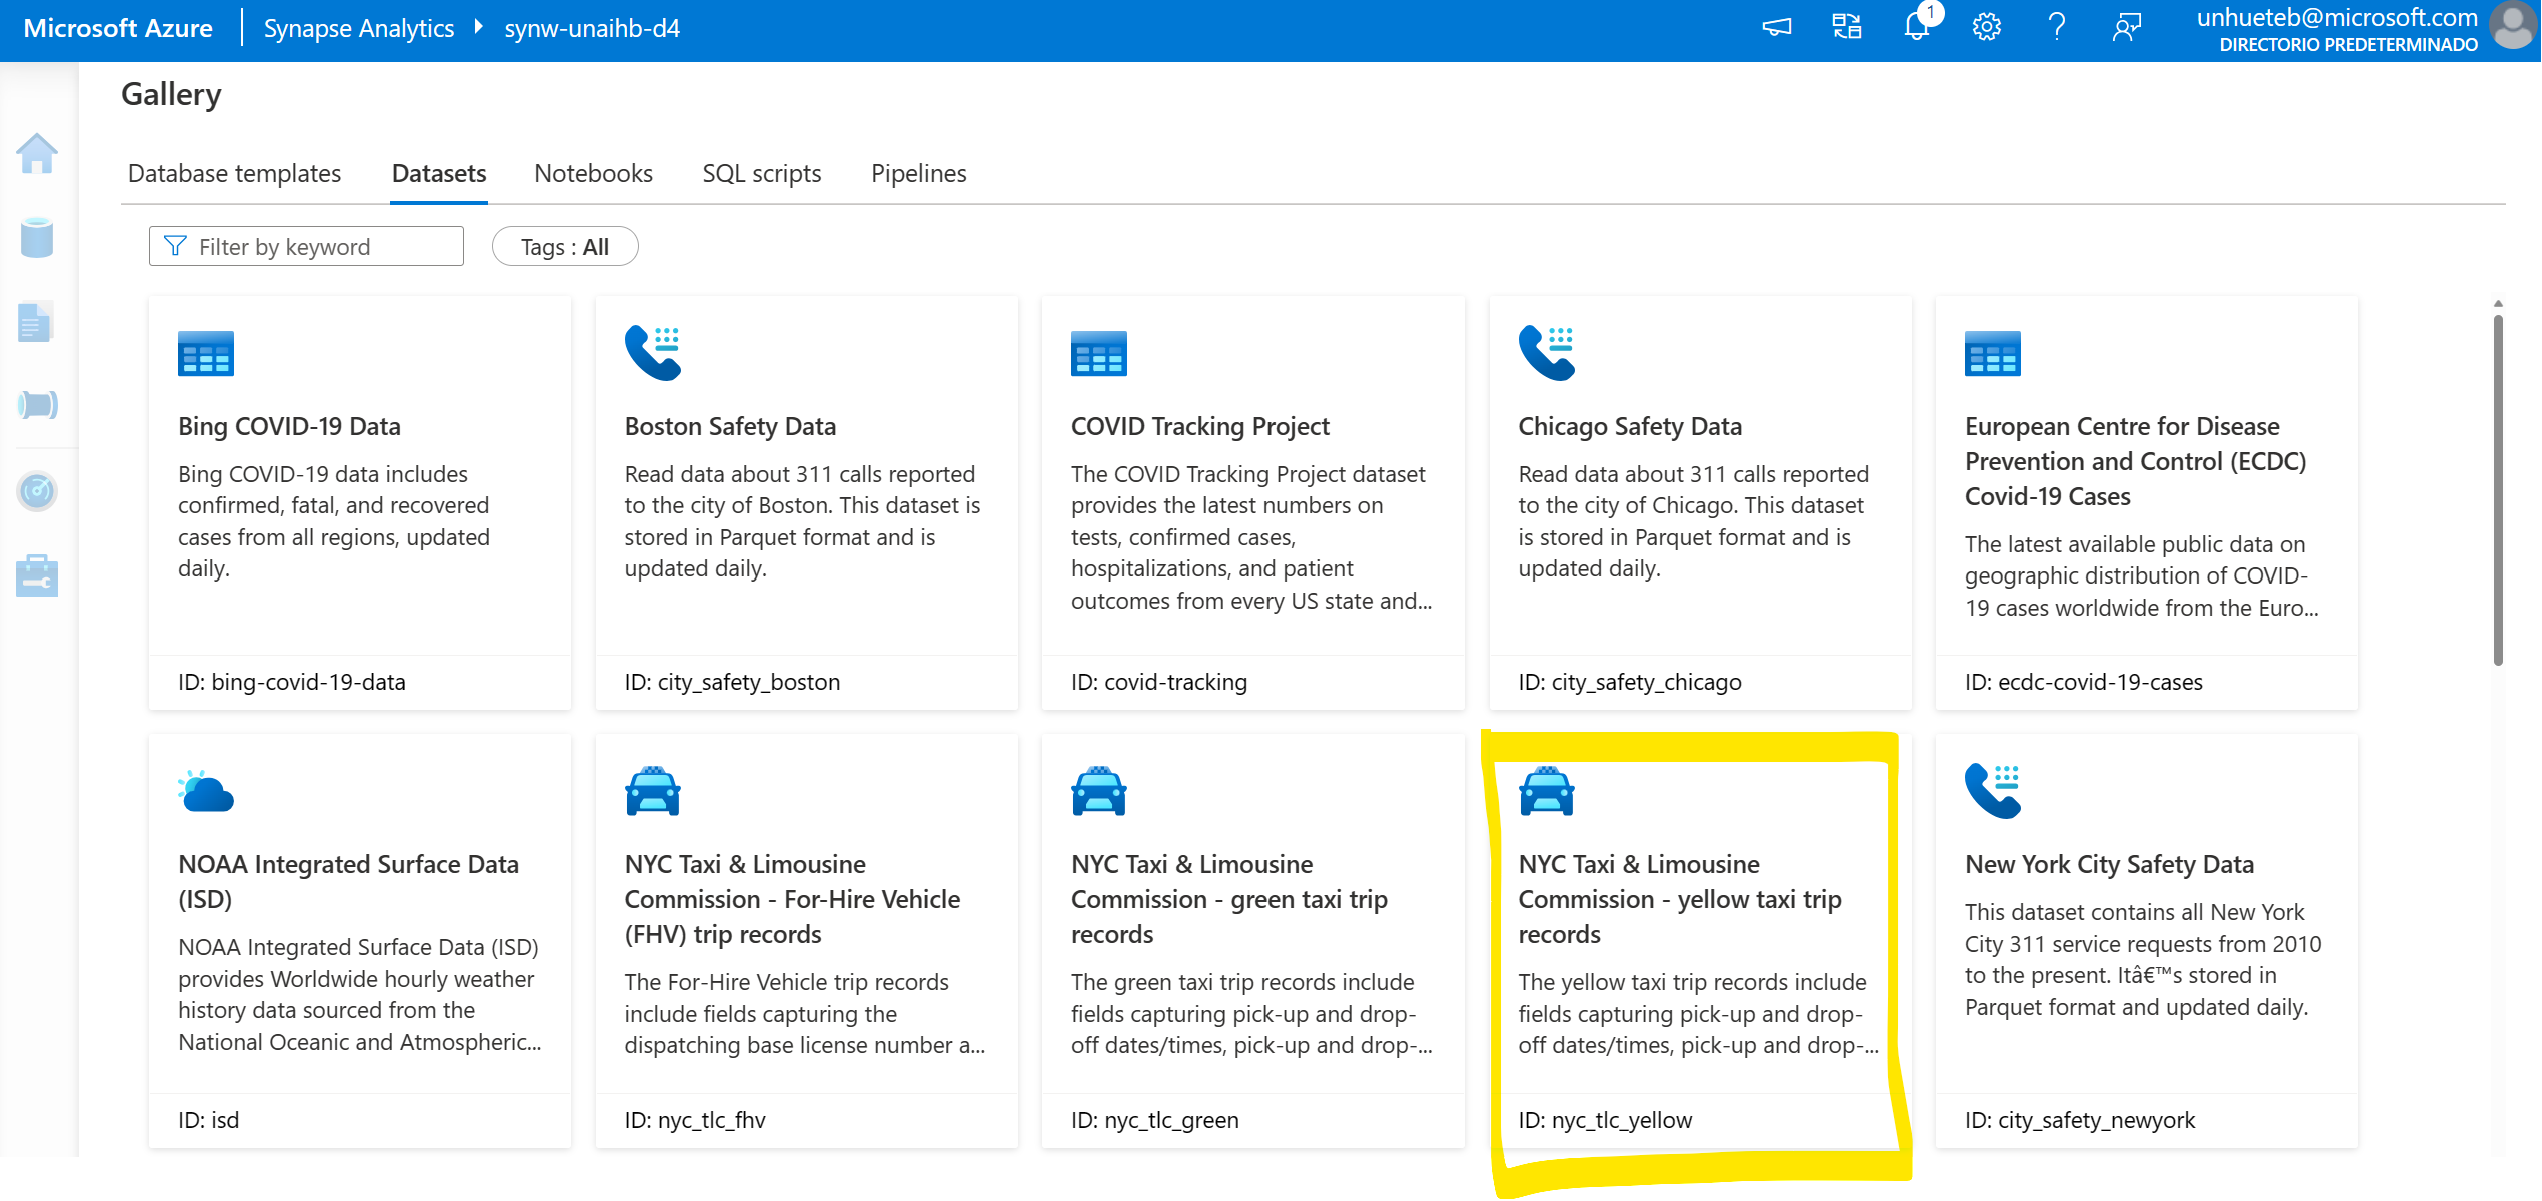 Microsoft Azure
Synapse Analytics
synw-unaihb-d4
1
unhueteb@microsoft.com
DIRECTORIO PREDETERMINADO
Gallery
Database templates
Datasets
Notebooks
SQL scripts
Pipelines
Filter by keyword
Tags : All
Bing COVID-19 Data
Bing COVID-19 data includes
confirmed, fatal, and recovered
cases from all regions, updated
daily.
ID: bing-covid-19-data
Boston Safety Data
Read data about 311 calls reported
to the city of Boston. This dataset is
stored in Parquet format and is
updated daily.
ID: city_safety_boston
COVID Tracking Project
The COVID Tracking Project dataset
provides the latest numbers on
tests, confirmed cases,
hospitalizations, and patient
outcomes from every US state and...
ID: covid-tracking
Chicago Safety Data
Read data about 311 calls reported
to the city of Chicago. This dataset
is stored in Parquet format and is
updated daily.
ID: city_safety_chicago
European Centre for Disease
Prevention and Control (ECDC)
Covid-19 Cases
The latest available public data on
geographic distribution of COVID-
19 cases worldwide from the Euro...
ID: ecdc-covid-19-cases
NOAA Integrated Surface Data
(ISD)
NOAA Integrated Surface Data (ISD)
provides Worldwide hourly weather
history data sourced from the
National Oceanic and Atmospheric...
ID: isd
NYC Taxi & Limousine
Commission - For-Hire Vehicle
(FHV) trip records
The For-Hire Vehicle trip records
include fields capturing the
dispatching base license number a...
ID: nyc_tlc_fhv
NYC Taxi & Limousine
Commission - green taxi trip
records
The green taxi trip records include
fields capturing pick-up and drop-
off dates/times, pick-up and drop-...
ID: nyc_tlc_green
NYC Taxi & Limousine
Commission - yellow taxi trip
records
The yellow taxi trip records include
fields capturing pick-up and drop-
off dates/times, pick-up and drop-...
ID: nyc_tlc_yellow
New York City Safety Data
This dataset contains all New York
City 311 service requests from 2010
to the present. Itâ€™s stored in
Parquet format and updated daily.
ID: city_safety_newyork